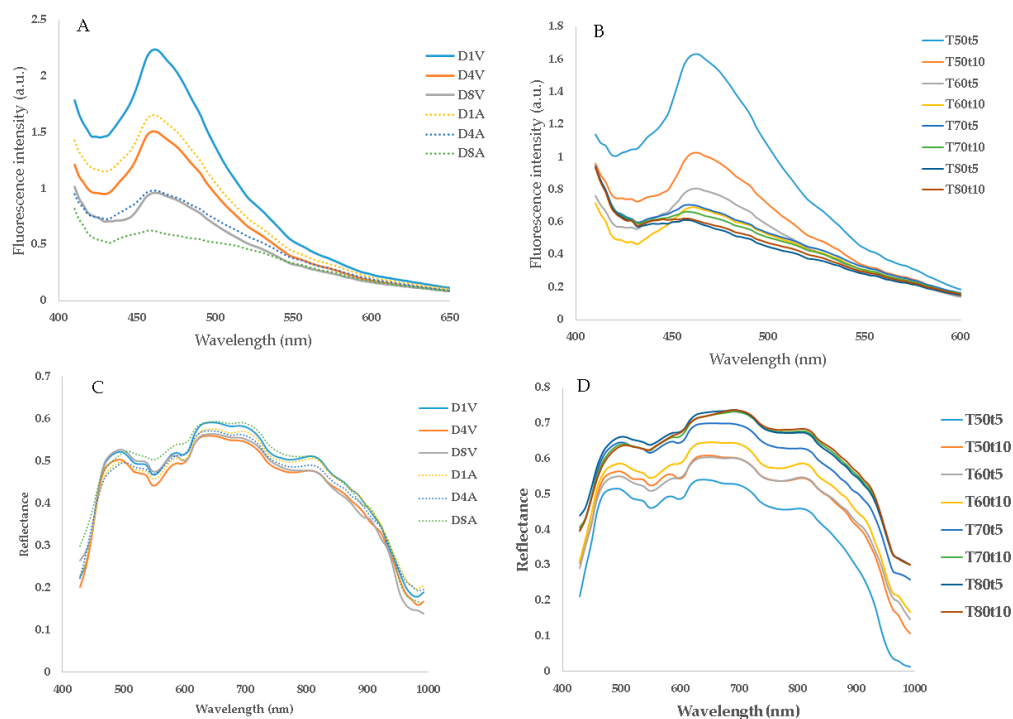 A
Fluorescence intensity (a.u.)
2.5
2
1.5
1
0.5
0
400 450 500 550 600 650
Wavelength (nm)
D1V
D4V
D8V
D1A
D4A
D8A
B
Fluorescence intensity (a.u.)
1.8
1.6
1.4
1.2
1
0.8
0.6
0.4
0.2
0
400 450 500 550 600
Wavelength (nm)
T50t5
T50t10
T60t5
T60t10
T70t5
T70t10
T80t5
T80t10
C
Reflectance
0.7
0.6
0.5
0.4
0.3
0.2
0.1
0
400 500 600 700 800 900 1000
Wavelength (nm)
D1V
D4V
D8V
D1A
D4A
D8A
D
Reflectance
0.8
0.7
0.6
0.5
0.4
0.3
0.2
0.1
0
400 500 600 700 800 900 1000
Wavelength (nm)
T50t5
T50t10
T60t5
T60t10
T70t5
T70t10
T80t5
T80t10